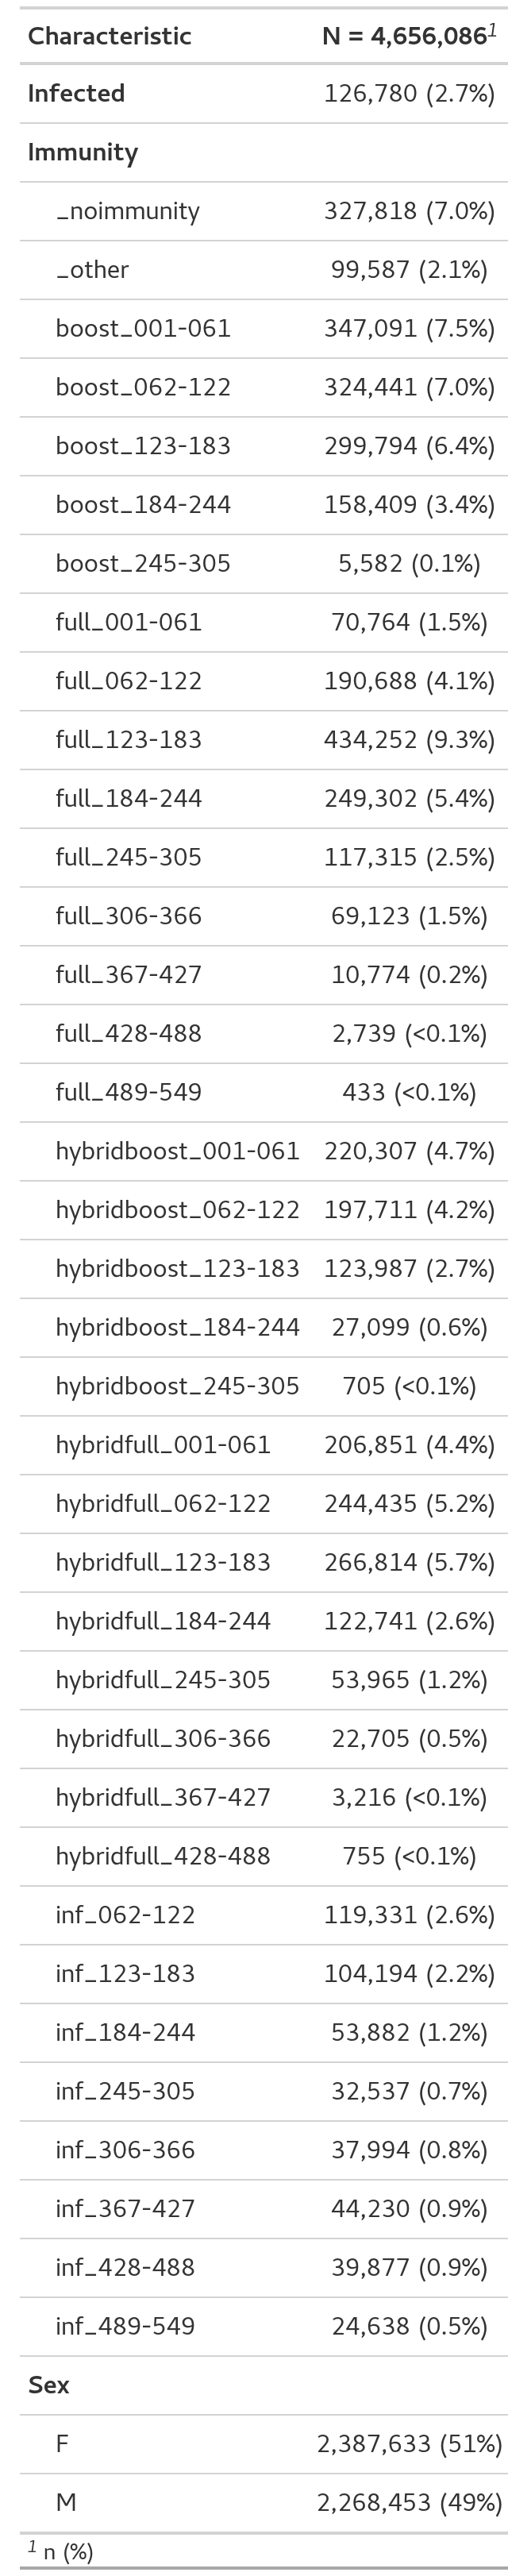 Characteristic N = 4,656,086¹
Infected 126,780 (2.7%)
Immunity
_noimmunity 327,818 (7.0%)
_other 99,587 (2.1%)
boost_001-061 347,091 (7.5%)
boost_062-122 324,441 (7.0%)
boost_123-183 299,794 (6.4%)
boost_184-244 158,409 (3.4%)
boost_245-305 5,582 (0.1%)
full_001-061 70,764 (1.5%)
full_062-122 190,688 (4.1%)
full_123-183 434,252 (9.3%)
full_184-244 249,302 (5.4%)
full_245-305 117,315 (2.5%)
full_306-366 69,123 (1.5%)
full_367-427 10,774 (0.2%)
full_428-488 2,739 (<0.1%)
full_489-549 433 (<0.1%)
hybridboost_001-061 220,307 (4.7%)
hybridboost_062-122 197,711 (4.2%)
hybridboost_123-183 123,987 (2.7%)
hybridboost_184-244 27,099 (0.6%)
hybridboost_245-305 705 (<0.1%)
hybridfull_001-061 206,851 (4.4%)
hybridfull_062-122 244,435 (5.2%)
hybridfull_123-183 266,814 (5.7%)
hybridfull_184-244 122,741 (2.6%)
hybridfull_245-305 53,965 (1.2%)
hybridfull_306-366 22,705 (0.5%)
hybridfull_367-427 3,216 (<0.1%)
hybridfull_428-488 755 (<0.1%)
inf_062-122 119,331 (2.6%)
inf_123-183 104,194 (2.2%)
inf_184-244 53,882 (1.2%)
inf_245-305 32,537 (0.7%)
inf_306-366 37,994 (0.8%)
inf_367-427 44,230 (0.9%)
inf_428-488 39,877 (0.9%)
inf_489-549 24,638 (0.5%)
Sex
F 2,387,633 (51%)
M 2,268,453 (49%)
¹ n (%)